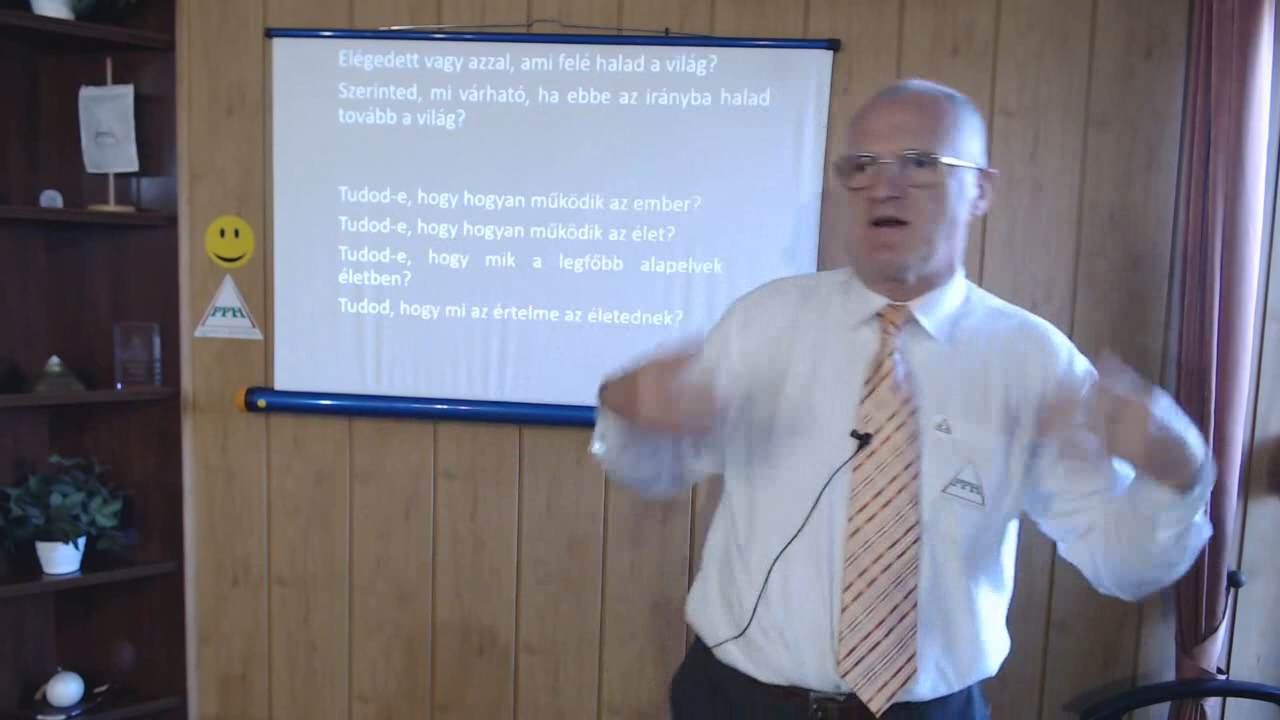 Elégedett vagy azzal, ami felé halad a világ?
Szerinted, mi várható, ha ebbe az irányba halad
tovább a világ?
Tudod-e, hogy hogyan működik az ember?
Tudod-e, hogy hogyan működik az élet?
Tudod-e, hogy mik a legfőbb alapelvek
életben?
Tudod, hogy mi az értelme az életednek?
PPH
PPH